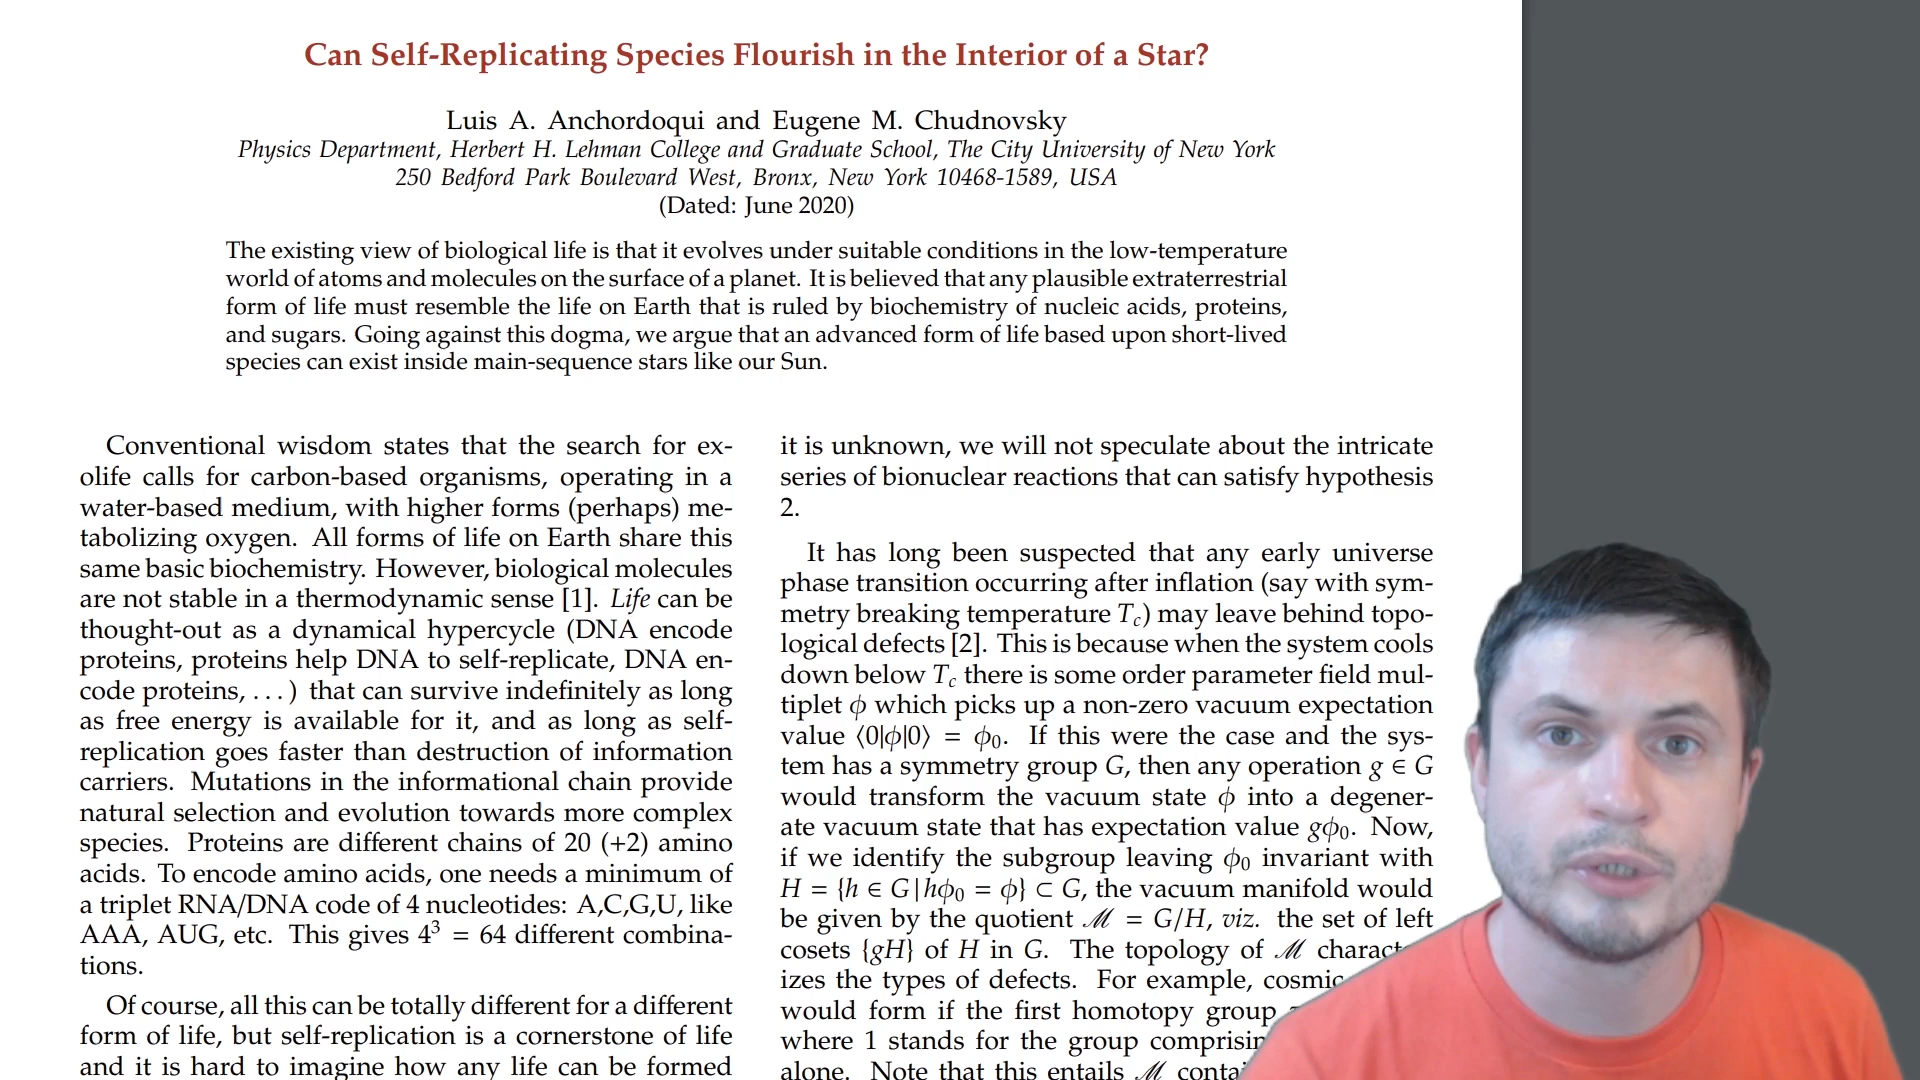 Can Self-Replicating Species Flourish in the Interior of a Star?
Luis A. Anchordoqui and Eugene M. Chudnovsky
Physics Department, Herbert H. Lehman College and Graduate School, The City University of New York
250 Bedford Park Boulevard West, Bronx, New York 10468-1589, USA
(Dated: June 2020)
The existing view of biological life is that it evolves under suitable conditions in the low-temperature
world of atoms and molecules on the surface of a planet. It is believed that any plausible extraterrestrial
form of life must resemble the life on Earth that is ruled by biochemistry of nucleic acids, proteins,
and sugars. Going against this dogma, we argue that an advanced form of life based upon short-lived
species can exist inside main-sequence stars like our Sun.
Conventional wisdom states that the search for ex-
olife calls for carbon-based organisms, operating in a
water-based medium, with higher forms (perhaps) me-
tabolizing oxygen. All forms of life on Earth share this
same basic biochemistry. However, biological molecules
are not stable in a thermodynamic sense [1]. Life can be
thought-out as a dynamical hypercycle (DNA encode
proteins, proteins help DNA to self-replicate, DNA en-
code proteins, . . . ) that can survive indefinitely as long
as free energy is available for it, and as long as self-
replication goes faster than destruction of information
carriers. Mutations in the informational chain provide
natural selection and evolution towards more complex
species. Proteins are different chains of 20 (+2) amino
acids. To encode amino acids, one needs a minimum of
a triplet RNA/DNA code of 4 nucleotides: A,C,G,U, like
AAA, AUG, etc. This gives 4³ = 64 different combina-
tions.
Of course, all this can be totally different for a different
form of life, but self-replication is a cornerstone of life
and it is hard to imagine how any life can be formed
it is unknown, we will not speculate about the intricate
series of bionuclear reactions that can satisfy hypothesis
2.
It has long been suspected that any early universe
phase transition occurring after inflation (say with sym-
metry breaking temperature T_c) may leave behind topo-
logical defects [2]. This is because when the system cools
down below T_c there is some order parameter field mul-
tiplet ϕ which picks up a non-zero vacuum expectation
value ⟨0|ϕ|0⟩ = ϕ₀. If this were the case and the sys-
tem has a symmetry group G, then any operation g ∈ G
would transform the vacuum state ϕ into a degener-
ate vacuum state that has expectation value gϕ₀. Now,
if we identify the subgroup leaving ϕ₀ invariant with
H = {h ∈ G | hϕ₀ = ϕ} ⊂ G, the vacuum manifold would
be given by the quotient ℳ = G/H, viz. the set of left
cosets {gH} of H in G. The topology of ℳ character-
izes the types of defects. For example, cosmic
would form if the first homotopy group
where 1 stands for the group
alone. Note that this entails ℳ